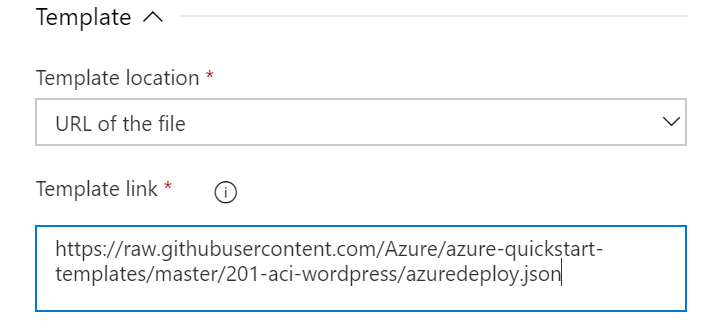 Template
Template location *
URL of the file
Template link *
https://raw.githubusercontent.com/Azure/azure-quickstart-
templates/master/201-aci-wordpress/azuredeploy.json